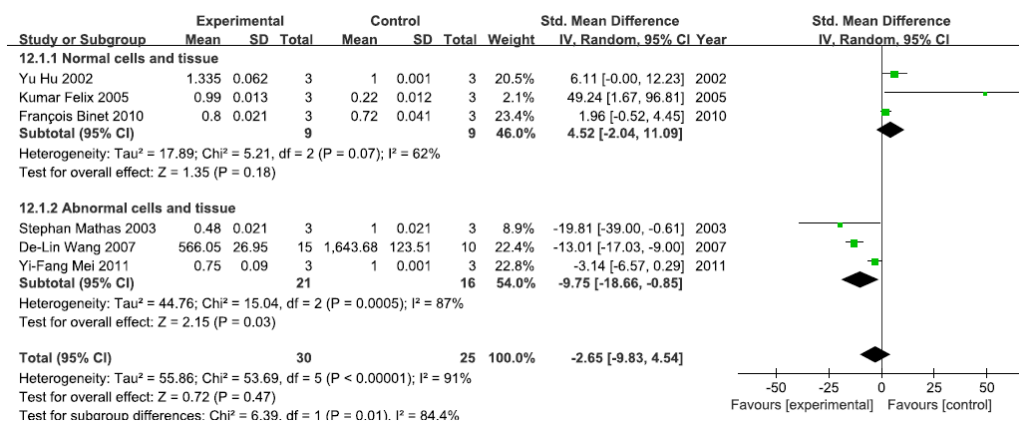 Experimental Control Std. Mean Difference Std. Mean Difference
Study or Subgroup Mean SD Total Mean SD Total Weight IV, Random, 95% CI Year IV, Random, 95% CI
12.1.1 Normal cells and tissue
Yu Hu 2002 1.335 0.062 3 1 0.001 3 20.5% 6.11 [-0.00, 12.23] 2002
Kumar Felix 2005 0.99 0.013 3 0.22 0.012 3 2.1% 49.24 [1.67, 96.81] 2005
François Binet 2010 0.8 0.021 3 0.72 0.041 3 23.4% 1.96 [-0.52, 4.45] 2010
Subtotal (95% CI) 9 9 46.0% 4.52 [-2.04, 11.09]
Heterogeneity: Tau² = 17.89; Chi² = 5.21, df = 2 (P = 0.07); I² = 62%
Test for overall effect: Z = 1.35 (P = 0.18)
12.1.2 Abnormal cells and tissue
Stephan Mathas 2003 0.48 0.021 3 1 0.021 3 8.9% -19.81 [-39.00, -0.61] 2003
De-Lin Wang 2007 566.05 26.95 15 1,643.68 123.51 10 22.4% -13.01 [-17.03, -9.00] 2007
Yi-Fang Mei 2011 0.75 0.09 3 1 0.001 3 22.8% -3.14 [-6.57, 0.29] 2011
Subtotal (95% CI) 21 16 54.0% -9.75 [-18.66, -0.85]
Heterogeneity: Tau² = 44.76; Chi² = 15.04, df = 2 (P = 0.0005); I² = 87%
Test for overall effect: Z = 2.15 (P = 0.03)
Total (95% CI) 30 25 100.0% -2.65 [-9.83, 4.54]
Heterogeneity: Tau² = 55.86; Chi² = 53.69, df = 5 (P < 0.00001); I² = 91%
Test for overall effect: Z = 0.72 (P = 0.47)
Test for subgroup differences: Chi² = 6.39, df = 1 (P = 0.01), I² = 84.4%
-50 -25 0 25 50
Favours [experimental] Favours [control]